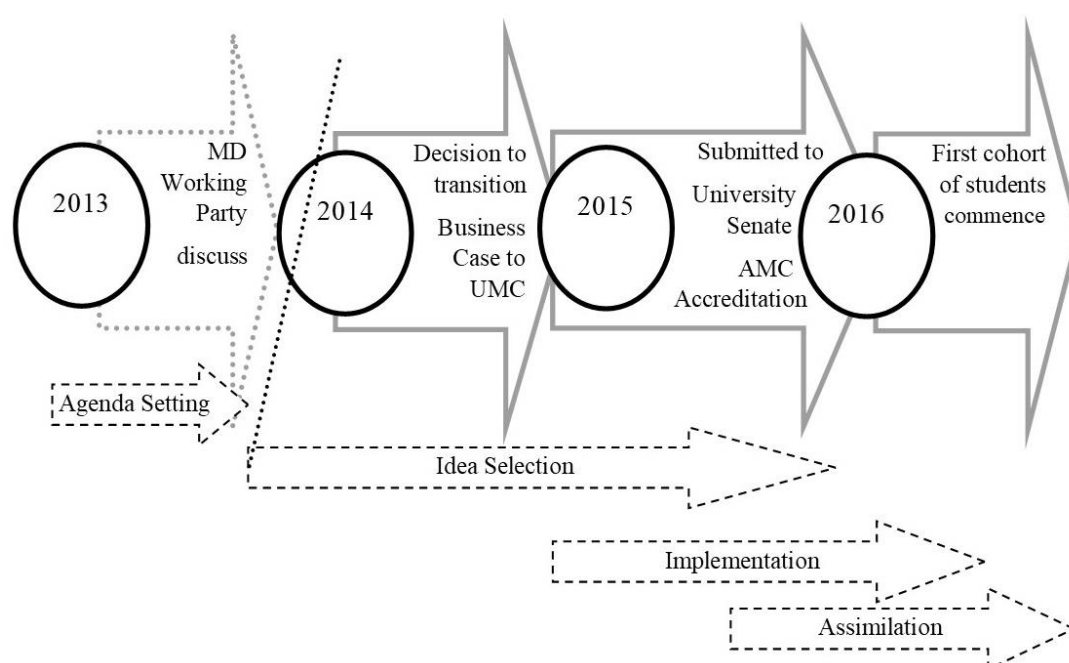 2013
MD
Working
Party
discuss
2014
Decision to
transition
Business
Case to
UMC
2015
Submitted to
University
Senate
AMC
Accreditation
2016
First cohort
of students
commence
Agenda Setting
Idea Selection
Implementation
Assimilation